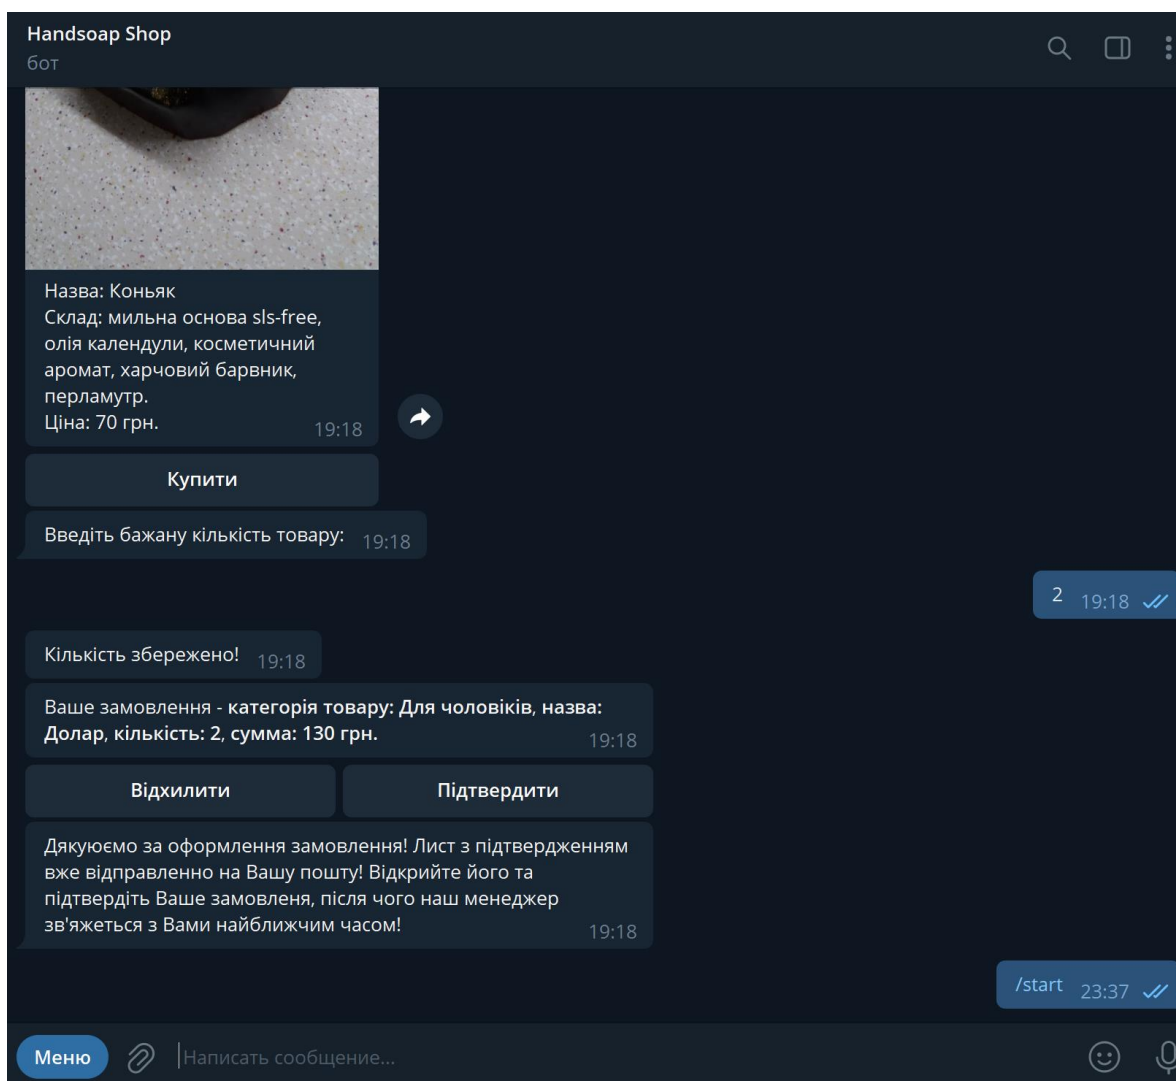 Handsoap Shop
бот
Назва: Коньяк
Склад: мильна основа sls-free,
олія календули, косметичний
аромат, харчовий барвник,
перламутр.
Ціна: 70 грн.
19:18
Купити
Введіть бажану кількість товару: 19:18
2 19:18
Кількість збережено! 19:18
Ваше замовлення - категорія товару: Для чоловіків, назва:
Долар, кількість: 2, сумма: 130 грн.
19:18
Відхилити
Підтвердити
Дякуюємо за оформлення замовлення! Лист з підтвердженням
вже відправленно на Вашу пошту! Відкрийте його та
підтвердіть Ваше замовленя, після чого наш менеджер
зв'яжеться з Вами найближчим часом!
19:18
/start 23:37
Меню
Написать сообщение...